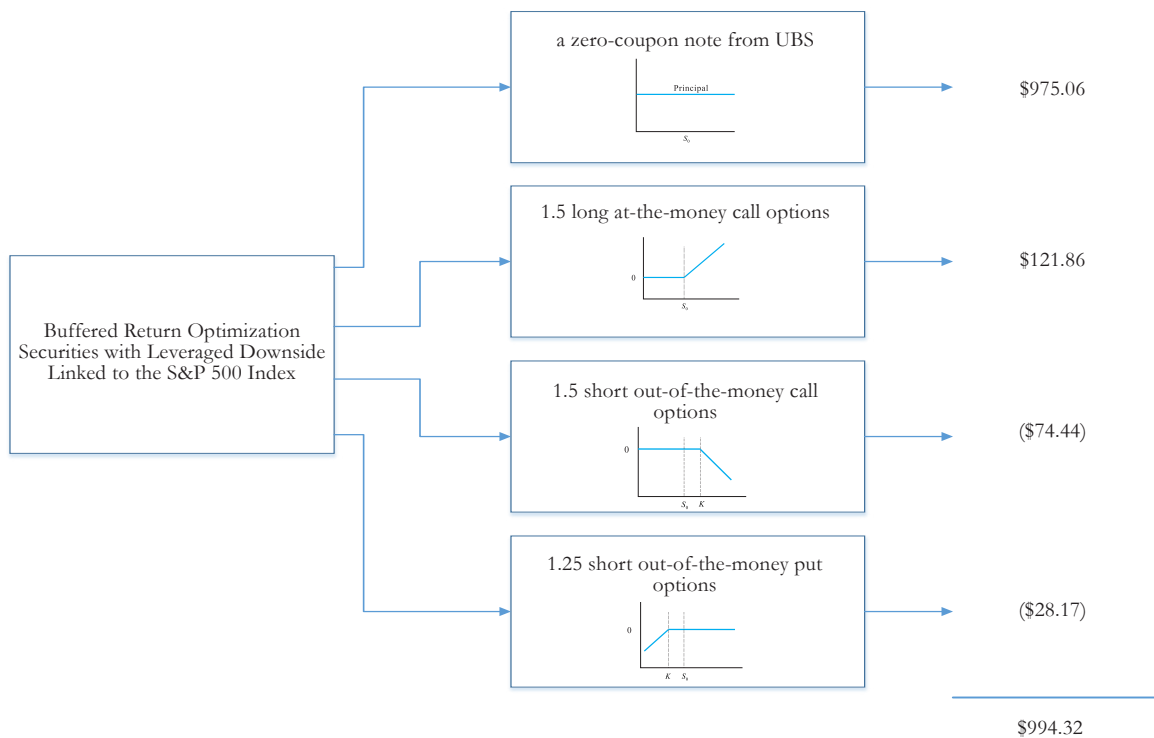 a zero-coupon note from UBS
Principal
S₀
$975.06
1.5 long at-the-money call options
0
S₀
$121.86
Buffered Return Optimization
Securities with Leveraged Downside
Linked to the S&P 500 Index
1.5 short out-of-the-money call
options
0
S₀ K
($74.44)
1.25 short out-of-the-money put
options
0
K S₀
($28.17)
$994.32